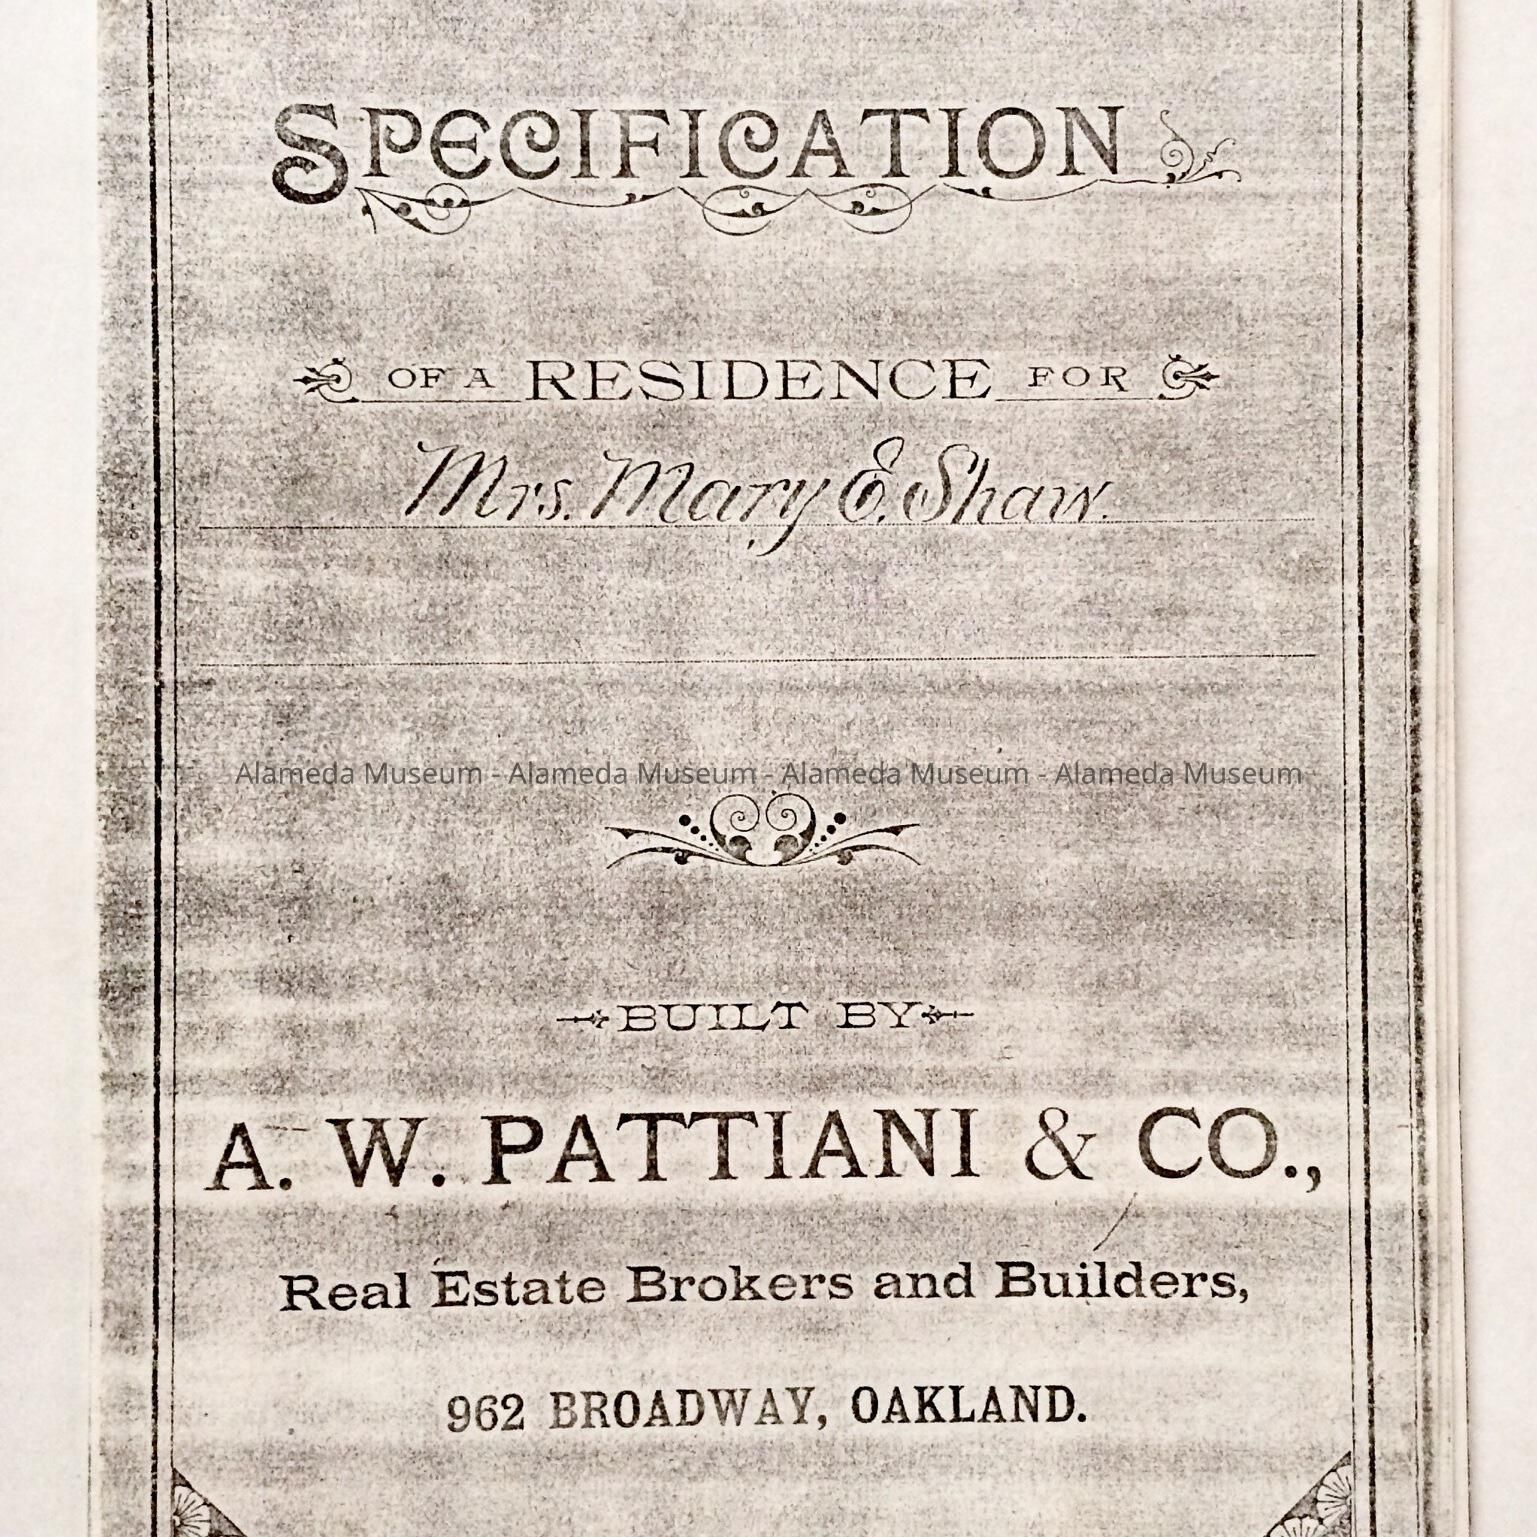 SPECIFICATION
OF A RESIDENCE FOR
Mrs. Mary E. Shaw.
Alameda Museum - Alameda Museum - Alameda Museum - Alameda Museum
BUILT BY
A. W. PATTIANI & CO.,
Real Estate Brokers and Builders,
962 BROADWAY, OAKLAND.